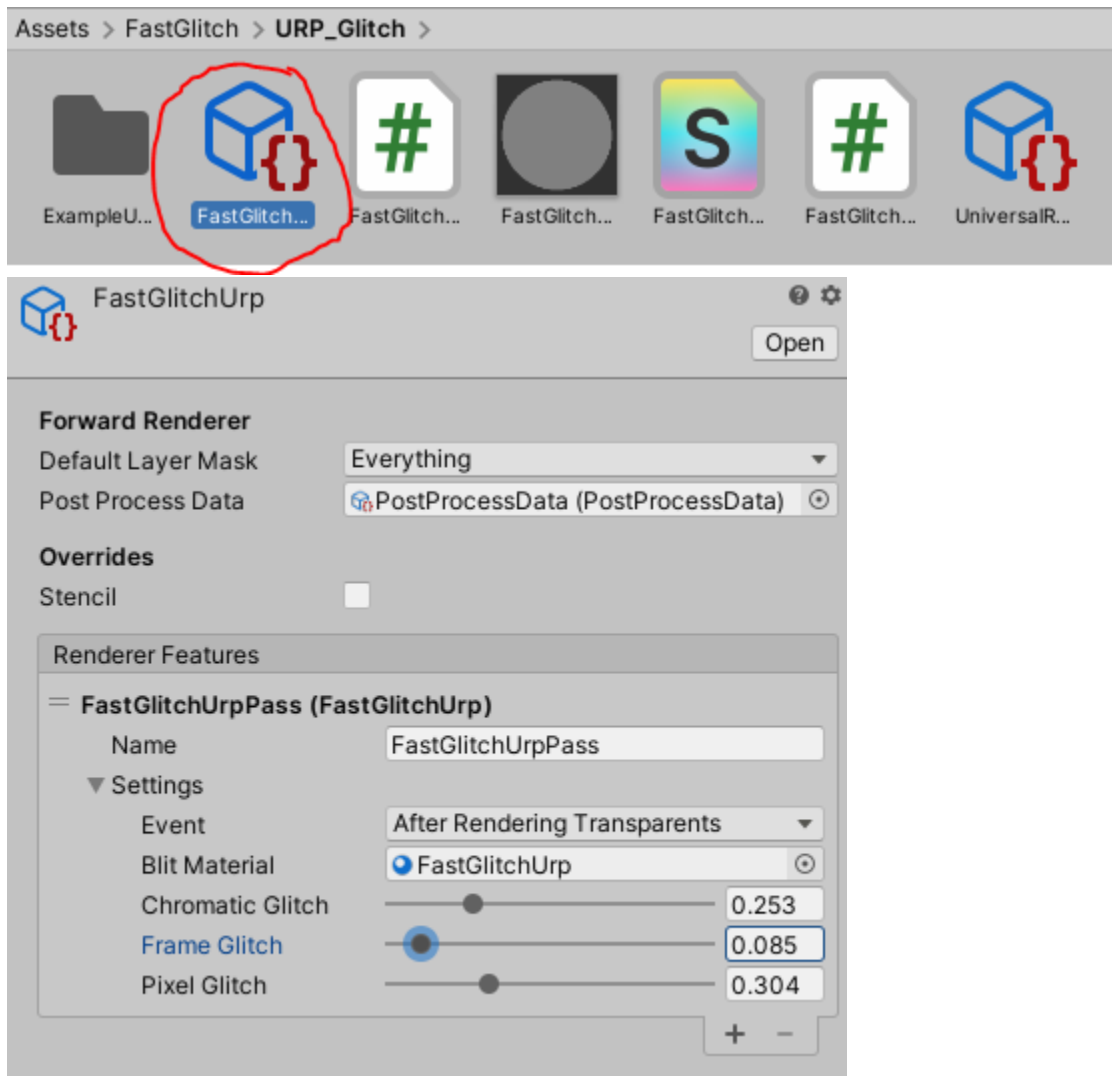 Assets > FastGlitch > URP_Glitch >
ExampleU... FastGlitch... FastGlitch... FastGlitch... FastGlitch... FastGlitch... UniversalR...
FastGlitchUrp
Open
Forward Renderer
Default Layer Mask Everything
Post Process Data PostProcessData (PostProcessData)
Overrides
Stencil
Renderer Features
FastGlitchUrpPass (FastGlitchUrp)
Name FastGlitchUrpPass
Settings
Event After Rendering Transparents
Blit Material FastGlitchUrp
Chromatic Glitch 0.253
Frame Glitch 0.085
Pixel Glitch 0.304
+ −